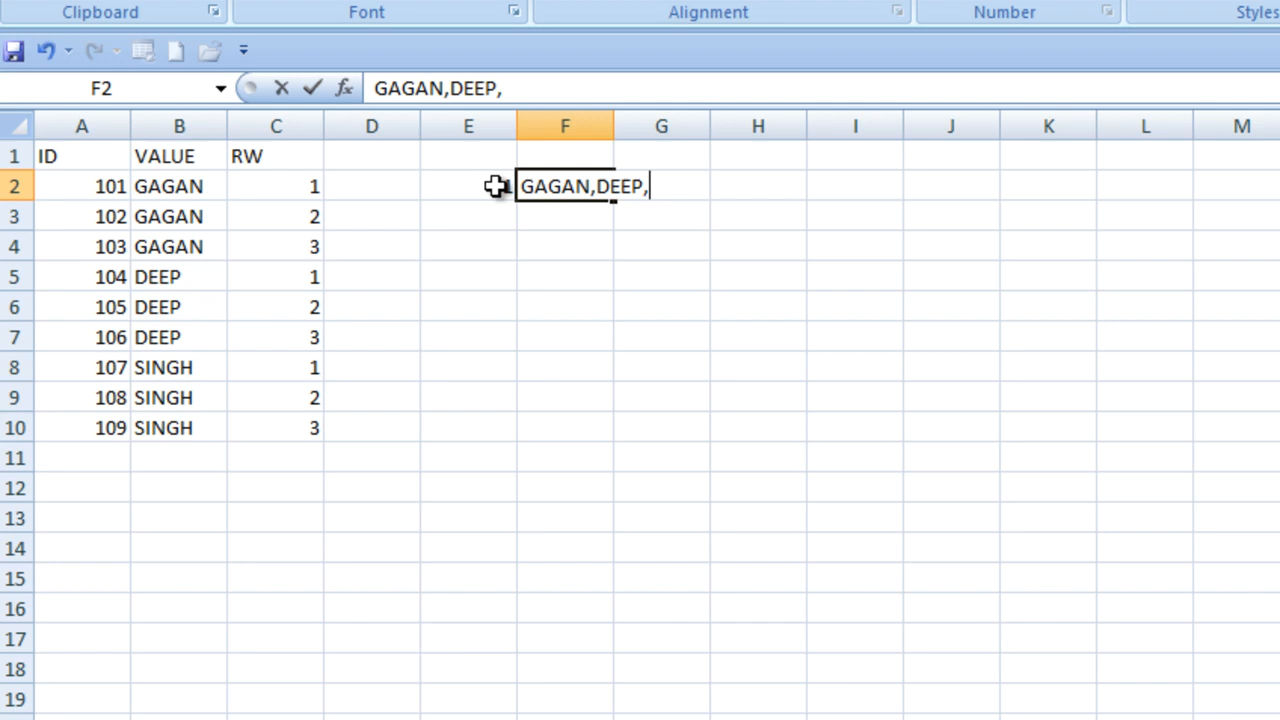 Clipboard Font Alignment Number Styles
F2 fx GAGAN,DEEP,
A B C D E F G H I J K L M
1 ID VALUE RW
2 101 GAGAN 1 GAGAN,DEEP,
3 102 GAGAN 2
4 103 GAGAN 3
5 104 DEEP 1
6 105 DEEP 2
7 106 DEEP 3
8 107 SINGH 1
9 108 SINGH 2
10 109 SINGH 3
11
12
13
14
15
16
17
18
19